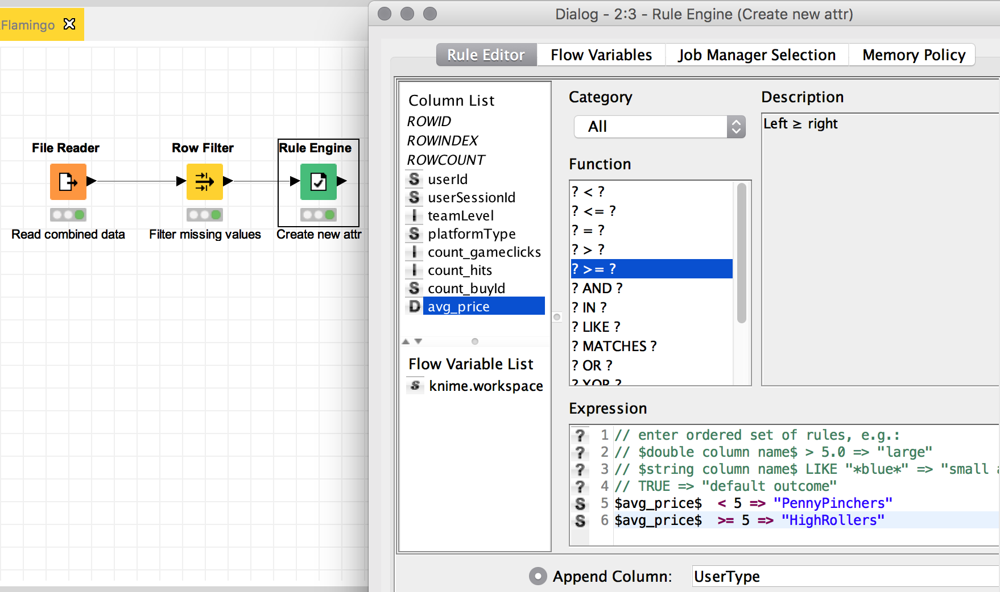 Flamingo
File Reader
Row Filter
Rule Engine
Read combined data
Filter missing values
Create new attr
Dialog - 2:3 - Rule Engine (Create new attr)
Rule Editor
Flow Variables
Job Manager Selection
Memory Policy
Column List
ROWID
ROWINDEX
ROWCOUNT
S userId
S userSessionId
I teamLevel
S platformType
I count_gameclicks
I count_hits
S count_buyId
D avg_price
Flow Variable List
s knime.workspace
Category
All
Function
? < ?
? <= ?
? = ?
? > ?
? >= ?
? AND ?
? IN ?
? LIKE ?
? MATCHES ?
? OR ?
? XOR ?
Description
Left ≥ right
Expression
? 1 // enter ordered set of rules, e.g.:
? 2 // $double column name$ > 5.0 => "large"
? 3 // $string column name$ LIKE "*blue*" => "small
? 4 // TRUE => "default outcome"
S 5 $avg_price$ < 5 => "PennyPinchers"
S 6 $avg_price$ >= 5 => "HighRollers"
Append Column:
UserType